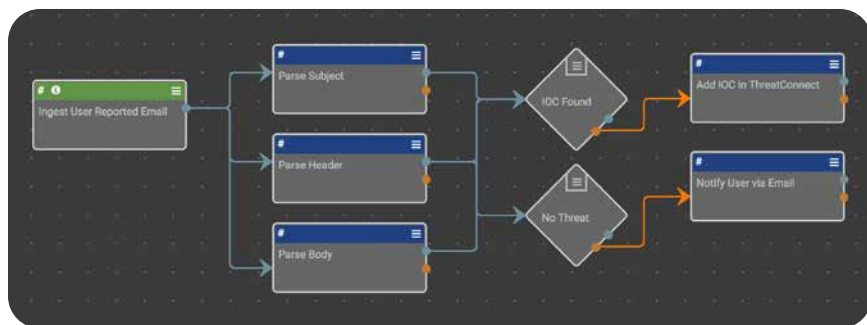 # i
Ingest User Reported Email
#
Parse Subject
#
Parse Header
#
Parse Body
IOC Found
No Threat
#
Add IOC in ThreatConnect
#
Notify User via Email